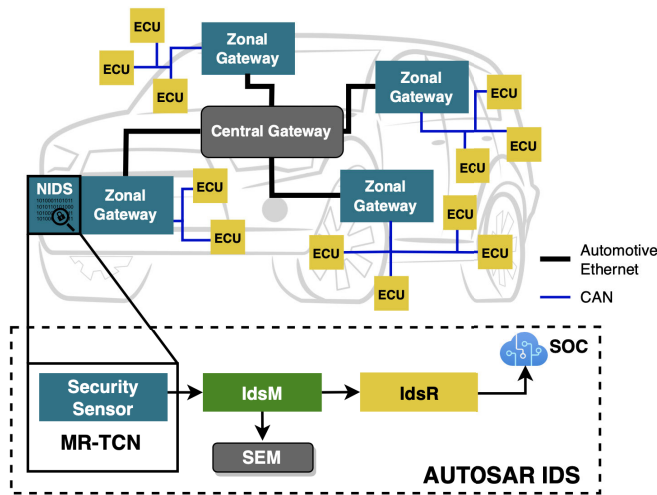 ECU
Zonal
Gateway
ECU
ECU
Zonal
Gateway
ECU
Central Gateway
ECU
ECU
NIDS
Zonal
Gateway
ECU
Zonal
Gateway
ECU
ECU
ECU
ECU
ECU
Automotive
Ethernet
CAN
SOC
Security
Sensor
IdsM
IdsR
MR-TCN
SEM
AUTOSAR IDS